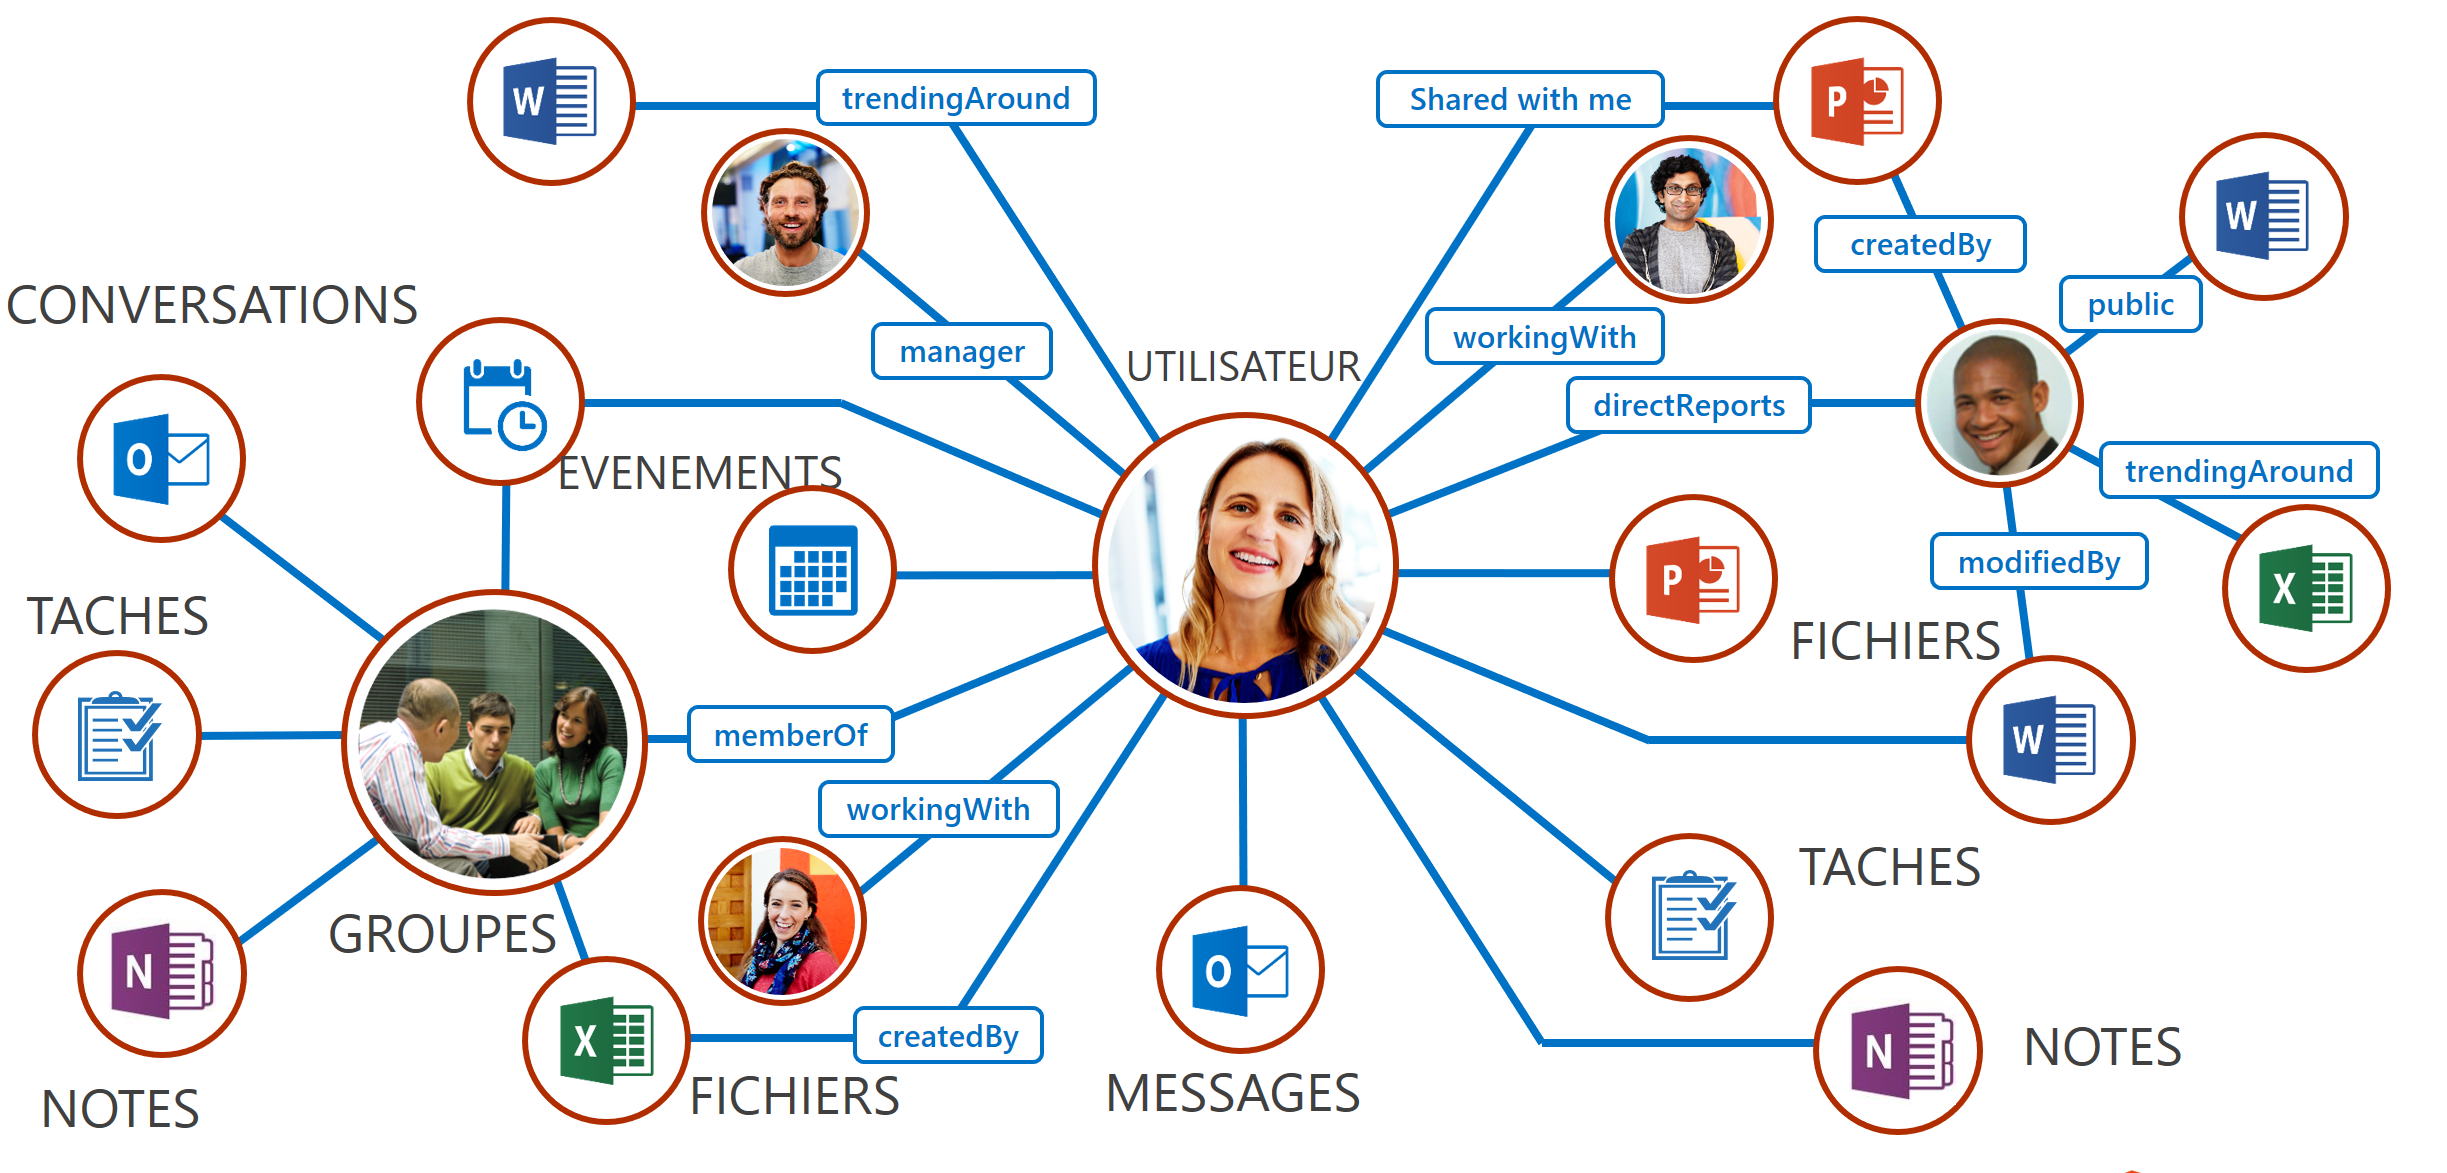 W
trendingAround
Shared with me
P
createdBy
W
public
CONVERSATIONS
manager
UTILISATEUR
workingWith
directReports
O
EVENEMENTS
trendingAround
P
modifiedBy
X
TACHES
FICHIERS
memberOf
W
workingWith
TACHES
GROUPES
N
O
X
createdBy
N
NOTES
FICHIERS
MESSAGES
NOTES